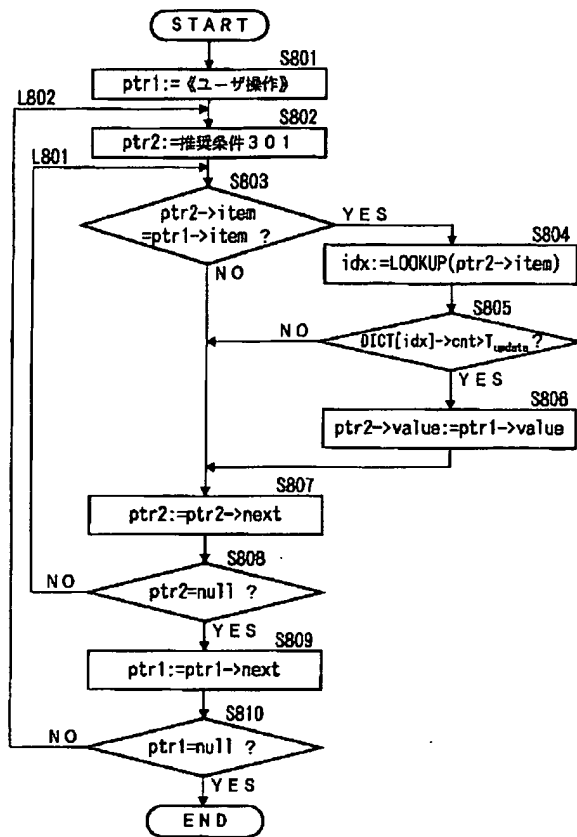 START
S801
ptr1:=《ユーザ操作》
L802
S802
ptr2:=推奨条件301
L801
S803
ptr2->item
=ptr1->item ?
YES
NO
S804
idx:=LOOKUP(ptr2->item)
S805
DICT[idx]->cnt>Tupdate?
NO
YES
S806
ptr2->value:=ptr1->value
S807
ptr2:=ptr2->next
S808
ptr2=null ?
NO
YES
S809
ptr1:=ptr1->next
S810
ptr1=null ?
NO
YES
END